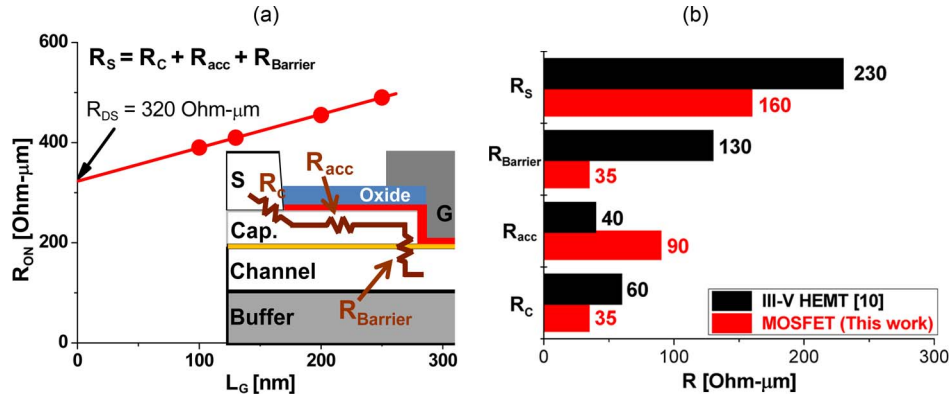 (a)
600
400
200
0
R_ON [Ohm-μm]
R_S = R_C + R_acc + R_Barrier
R_DS = 320 Ohm-μm
S
R_c
R_acc
Oxide
G
Cap.
Channel
R_Barrier
Buffer
0
100
200
300
L_G [nm]
(b)
R_S
230
160
R_Barrier
130
35
R_acc
40
90
R_C
60
35
III-V HEMT [10]
MOSFET (This work)
0
100
200
300
R [Ohm-μm]